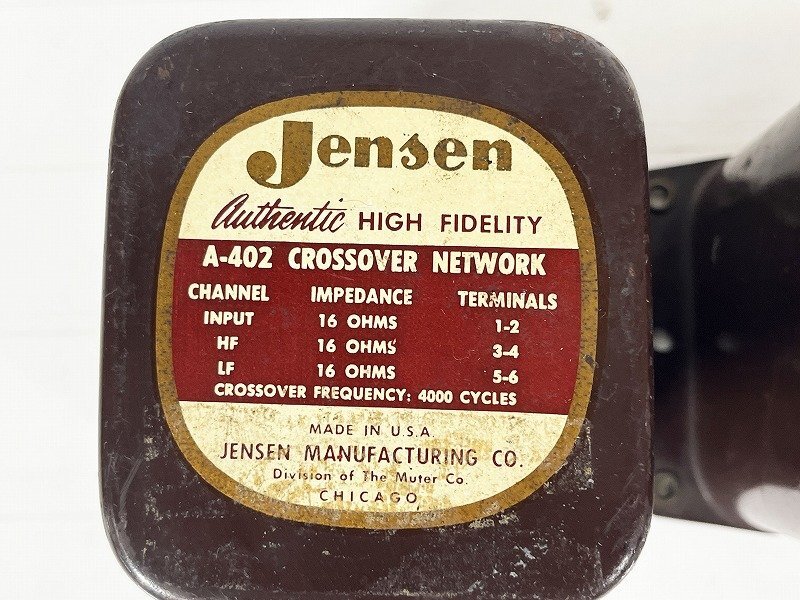 Jensen
Authentic HIGH FIDELITY
A-402 CROSSOVER NETWORK
CHANNEL IMPEDANCE TERMINALS
INPUT 16 OHMS 1-2
HF 16 OHMS 3-4
LF 16 OHMS 5-6
CROSSOVER FREQUENCY: 4000 CYCLES
MADE IN U.S.A.
JENSEN MANUFACTURING CO.
Division of The Muter Co.
CHICAGO